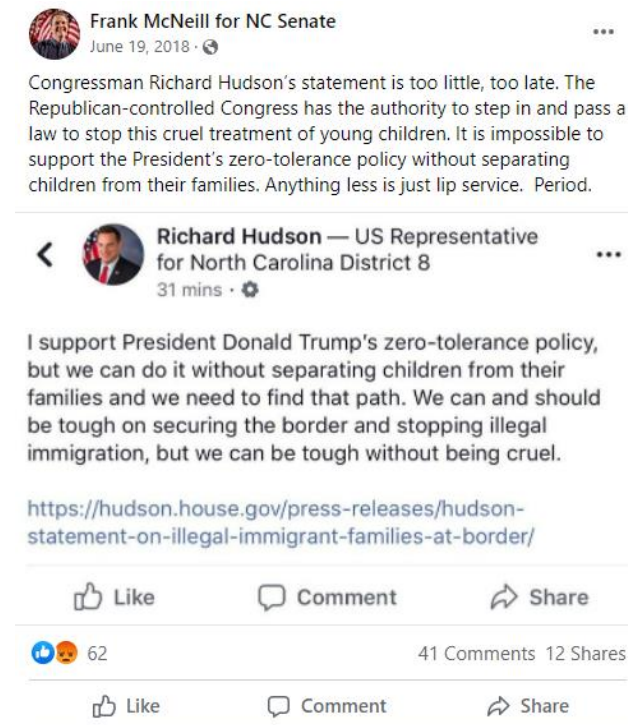 Frank McNeill for NC Senate
June 19, 2018 ·
Congressman Richard Hudson's statement is too little, too late. The
Republican-controlled Congress has the authority to step in and pass a
law to stop this cruel treatment of young children. It is impossible to
support the President's zero-tolerance policy without separating
children from their families. Anything less is just lip service.  Period.
Richard Hudson — US Representative
for North Carolina District 8
31 mins ·
I support President Donald Trump's zero-tolerance policy,
but we can do it without separating children from their
families and we need to find that path. We can and should
be tough on securing the border and stopping illegal
immigration, but we can be tough without being cruel.
https://hudson.house.gov/press-releases/hudson-
statement-on-illegal-immigrant-families-at-border/
Like Comment Share
62 41 Comments 12 Shares
Like Comment Share